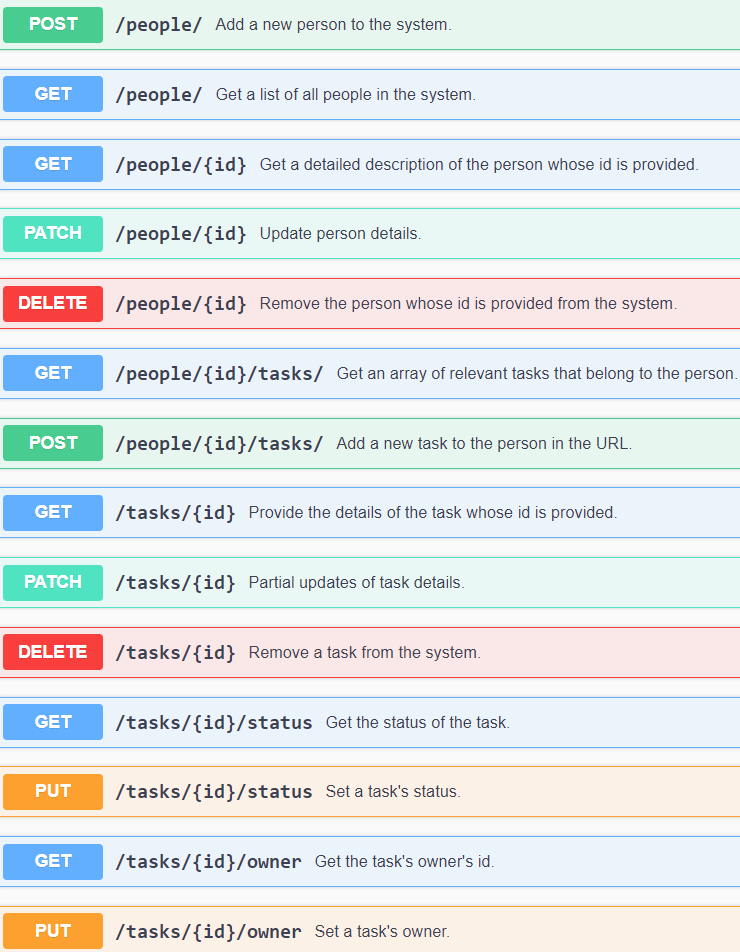 POST /people/ Add a new person to the system.
GET /people/ Get a list of all people in the system.
GET /people/{id} Get a detailed description of the person whose id is provided.
PATCH /people/{id} Update person details.
DELETE /people/{id} Remove the person whose id is provided from the system.
GET /people/{id}/tasks/ Get an array of relevant tasks that belong to the person.
POST /people/{id}/tasks/ Add a new task to the person in the URL.
GET /tasks/{id} Provide the details of the task whose id is provided.
PATCH /tasks/{id} Partial updates of task details.
DELETE /tasks/{id} Remove a task from the system.
GET /tasks/{id}/status Get the status of the task.
PUT /tasks/{id}/status Set a task's status.
GET /tasks/{id}/owner Get the task's owner's id.
PUT /tasks/{id}/owner Set a task's owner.